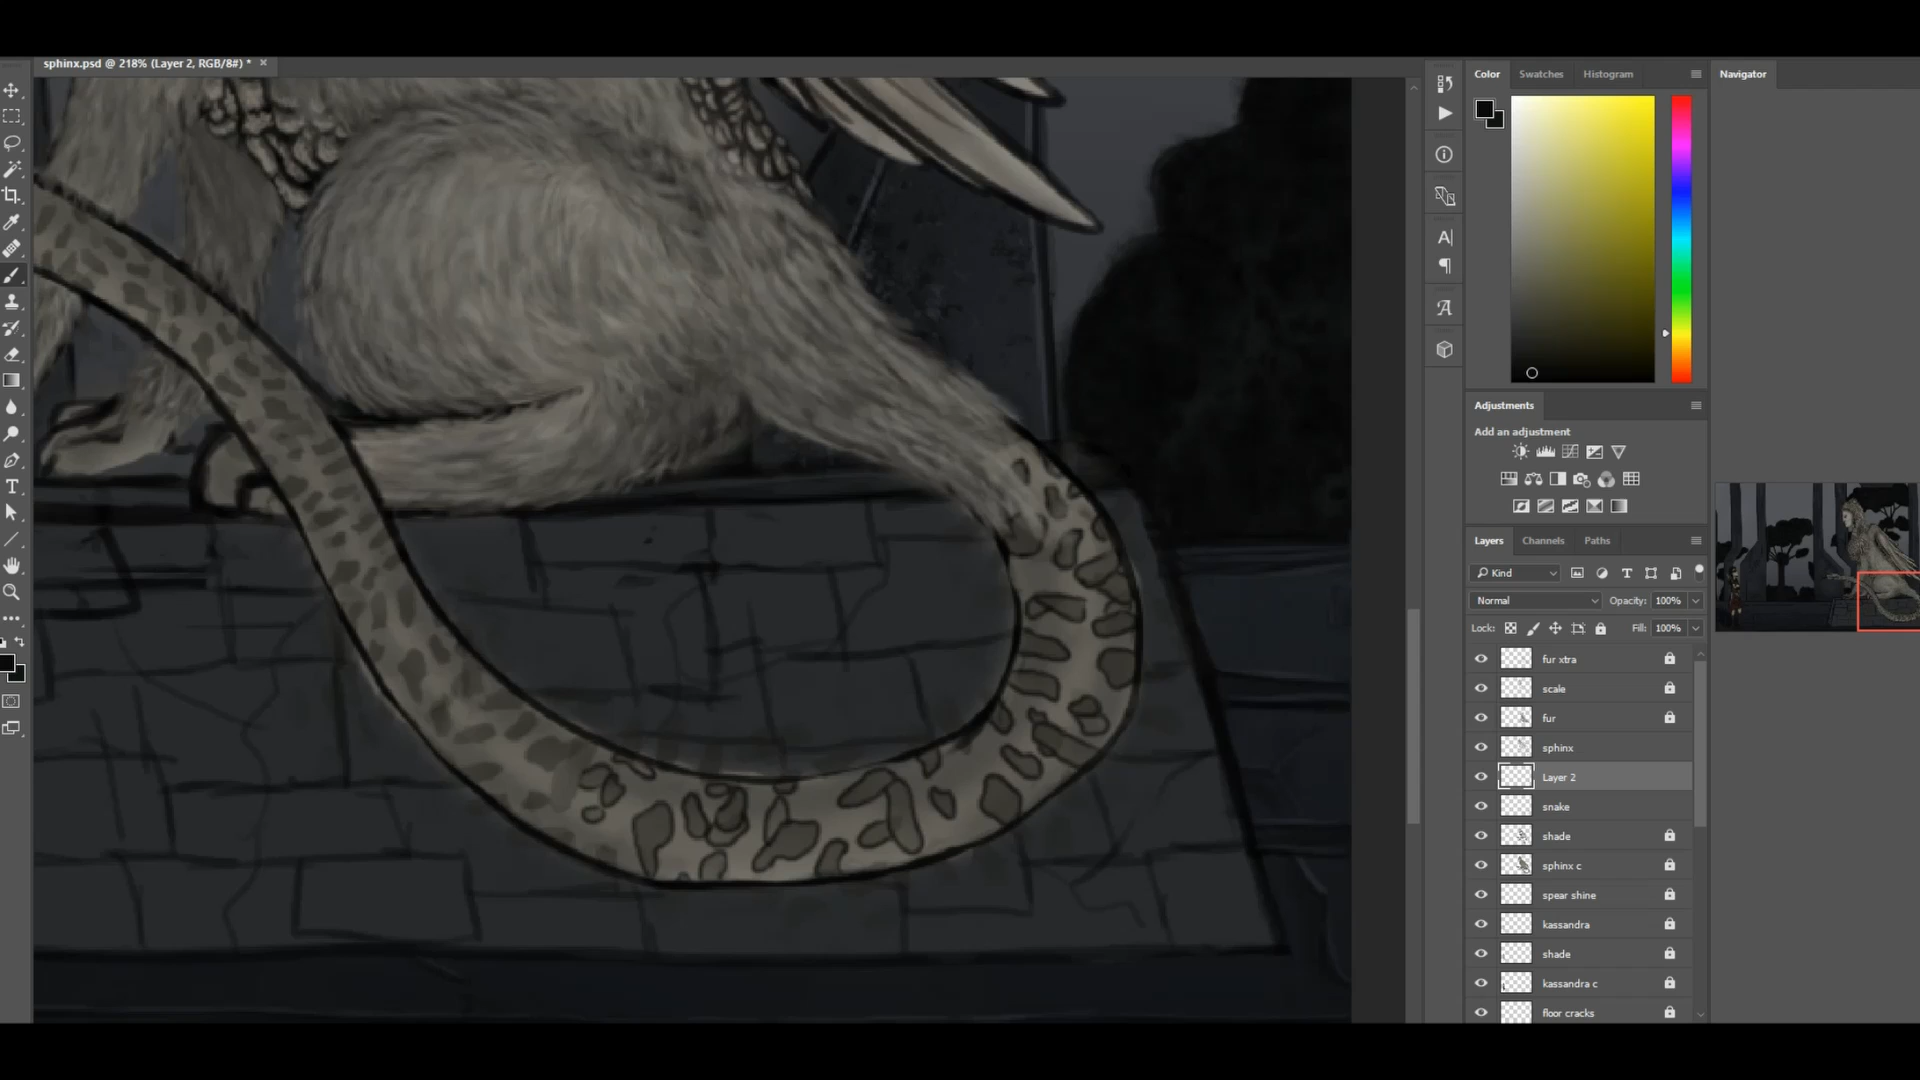 sphinx.psd @ 218% (Layer 2, RGB/8#) *
Color Swatches Histogram
Navigator
Adjustments
Add an adjustment
Layers Channels Paths
Kind
Normal Opacity: 100%
Lock: Fill: 100%
fur xtra
scale
fur
sphinx
Layer 2
snake
shade
sphinx c
spear shine
kassandra
shade
kassandra c
floor cracks